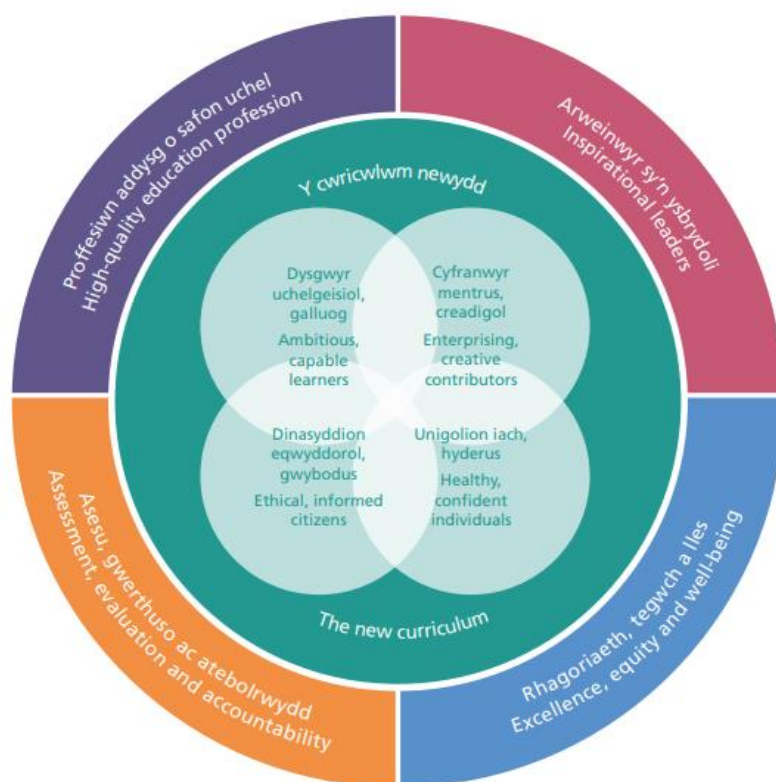 Proffesiwn addysg o safon uchel
High-quality education profession
Arweinwyr sy'n ysbrydoli
Inspirational leaders
Y cwricwlwm newydd
Dysgwyr
uchelgeisiol,
galluog
Ambitious,
capable
learners
Cyfranwyr
mentrus,
creadigol
Enterprising,
creative
contributors
Dinasyddion
eqwyddorol,
gwybodus
Ethical, informed
citizens
Unigolion iach,
hyderus
Healthy,
confident
individuals
The new curriculum
Asesu, gwerthuso ac atebolrwydd
Assessment, evaluation and accountability
Rhagoriaeth, tegwch a lles
Excellence, equity and well-being